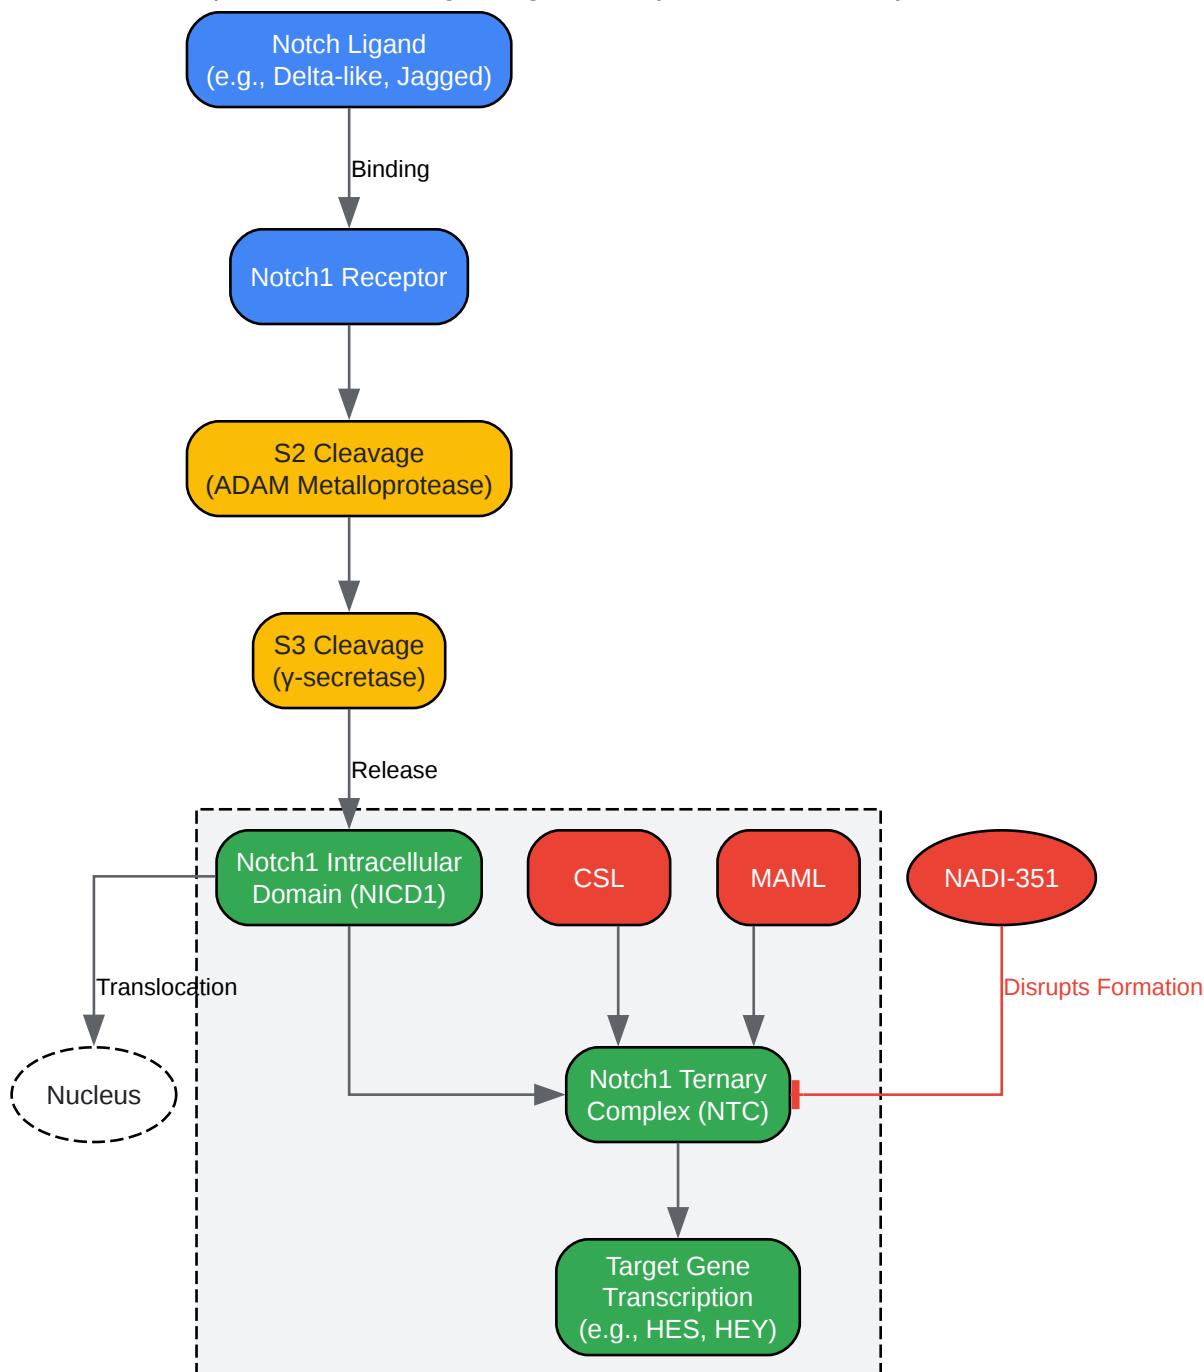 Notch Ligand
(e.g., Delta-like, Jagged)
Binding
Notch1 Receptor
S2 Cleavage
(ADAM Metalloprotease)
S3 Cleavage
(γ-secretase)
Release
Notch1 Intracellular
Domain (NICD1)
CSL
MAML
NADI-351
Translocation
Disrupts Formation
Nucleus
Notch1 Ternary
Complex (NTC)
Target Gene
Transcription
(e.g., HES, HEY)